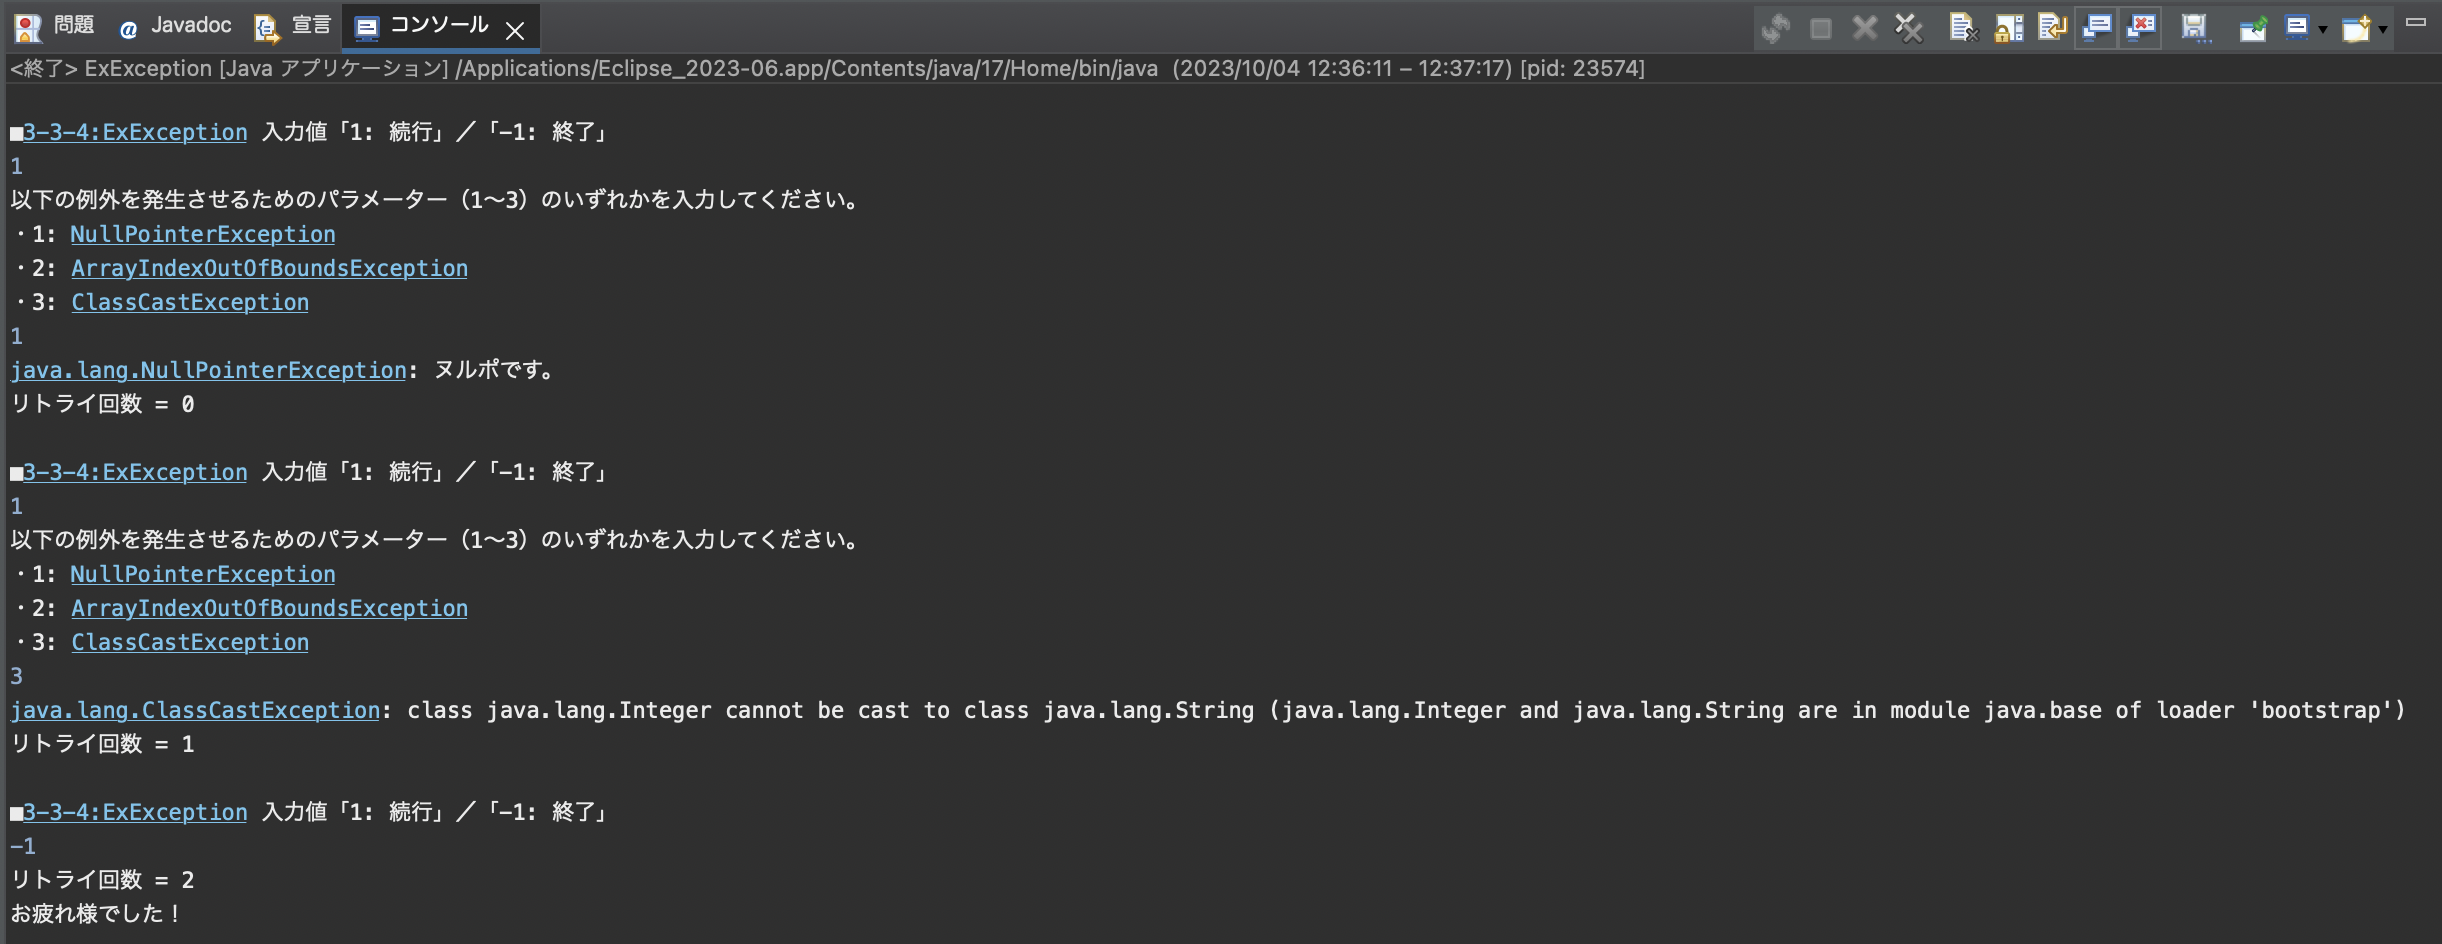 問題 @ Javadoc 宣言 コンソール
<終了> ExException [Java アプリケーション] /Applications/Eclipse_2023-06.app/Contents/java/17/Home/bin/java (2023/10/04 12:36:11 – 12:37:17) [pid: 23574]
■3-3-4:ExException 入力値「1: 続行」／「-1: 終了」
1
以下の例外を発生させるためのパラメーター（1〜3）のいずれかを入力してください。
・1: NullPointerException
・2: ArrayIndexOutOfBoundsException
・3: ClassCastException
1
java.lang.NullPointerException: ヌルポです。
リトライ回数 = 0
■3-3-4:ExException 入力値「1: 続行」／「-1: 終了」
1
以下の例外を発生させるためのパラメーター（1〜3）のいずれかを入力してください。
・1: NullPointerException
・2: ArrayIndexOutOfBoundsException
・3: ClassCastException
3
java.lang.ClassCastException: class java.lang.Integer cannot be cast to class java.lang.String (java.lang.Integer and java.lang.String are in module java.base of loader 'bootstrap')
リトライ回数 = 1
■3-3-4:ExException 入力値「1: 続行」／「-1: 終了」
-1
リトライ回数 = 2
お疲れ様でした！